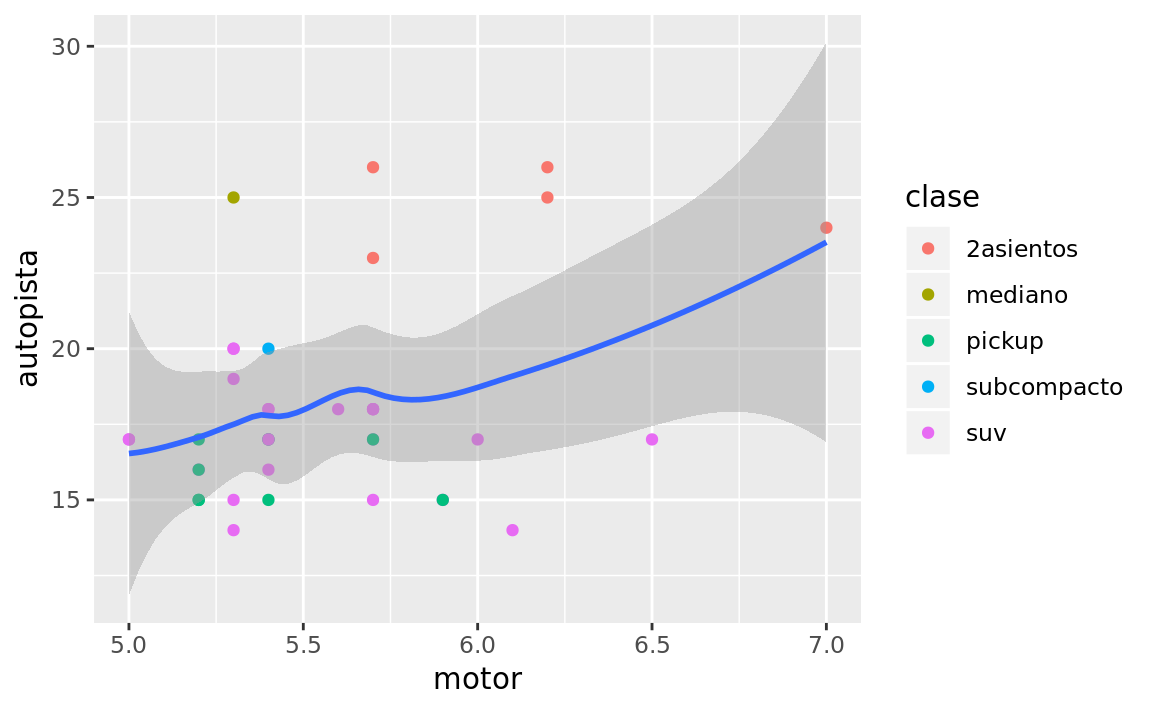 30
25
20
15
autopista
5.0
5.5
6.0
6.5
7.0
motor
clase
2asientos
mediano
pickup
subcompacto
suv